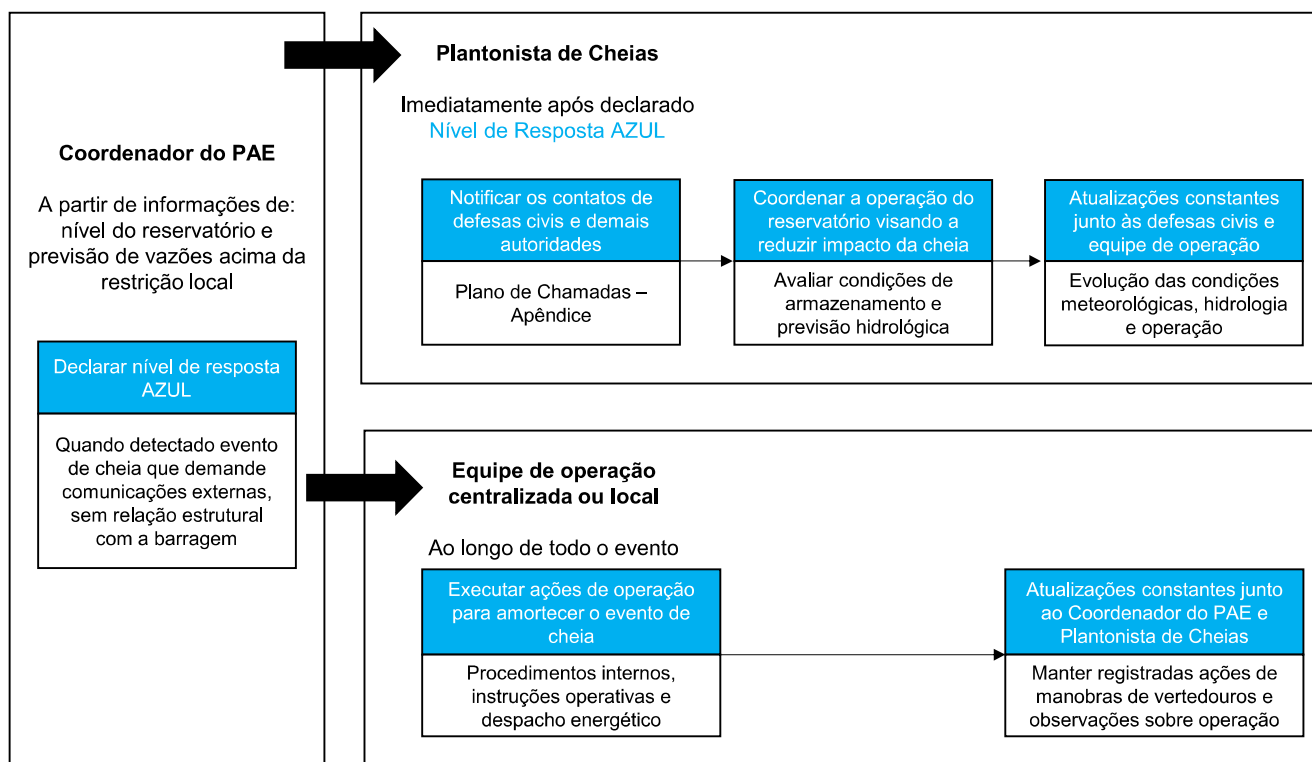 Coordenador do PAE
A partir de informações de:
nível do reservatório e
previsão de vazões acima da
restrição local
Declarar nível de resposta
AZUL
Quando detectado evento
de cheia que demande
comunicações externas,
sem relação estrutural
com a barragem
Plantonista de Cheias
Imediatamente após declarado
Nível de Resposta AZUL
Notificar os contatos de
defesas civis e demais
autoridades
Plano de Chamadas –
Apêndice
Coordenar a operação do
reservatório visando a
reduzir impacto da cheia
Avaliar condições de
armazenamento e
previsão hidrológica
Atualizações constantes
junto às defesas civis e
equipe de operação
Evolução das condições
meteorológicas, hidrologia
e operação
Equipe de operação
centralizada ou local
Ao longo de todo o evento
Executar ações de operação
para amortecer o evento de
cheia
Procedimentos internos,
instruções operativas e
despacho energético
Atualizações constantes junto
ao Coordenador do PAE e
Plantonista de Cheias
Manter registradas ações de
manobras de vertedouros e
observações sobre operação